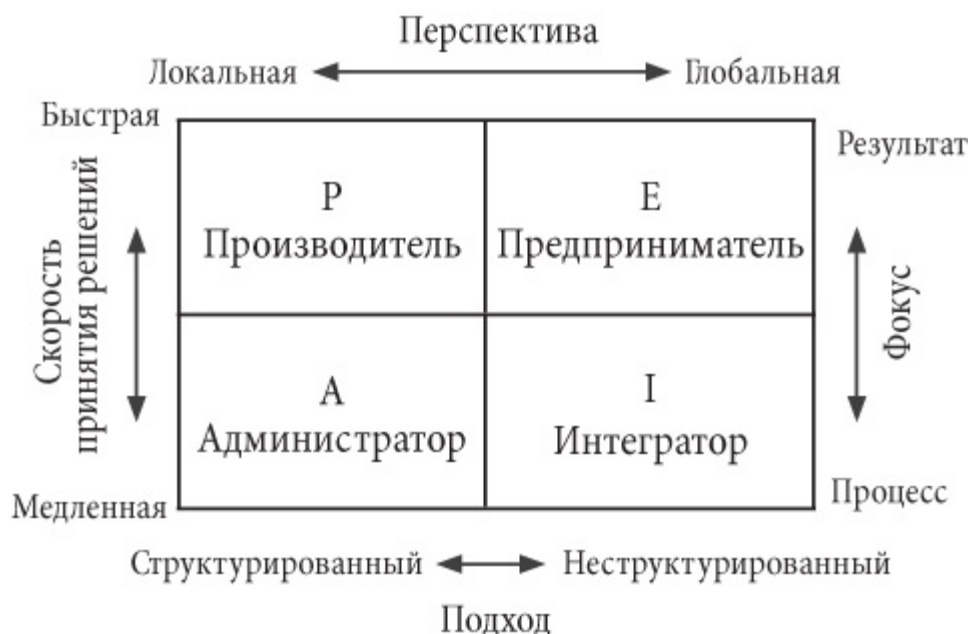 Перспектива
Локальная
Глобальная
Быстрая
Результат
P
Производитель
E
Предприниматель
Скорость
принятия решений
Фокус
A
Администратор
I
Интегратор
Медленная
Процесс
Структурированный
Неструктурированный
Подход